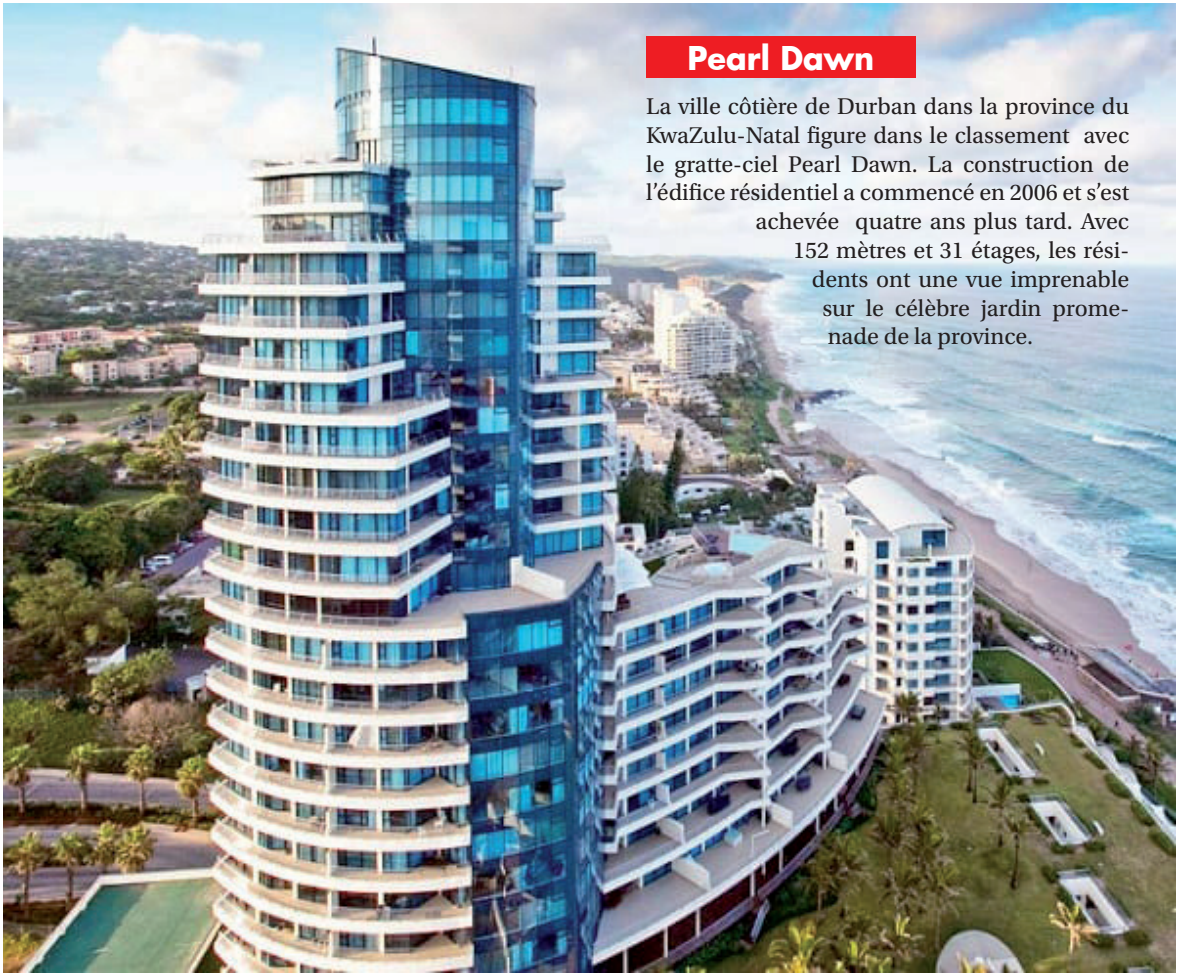 Pearl Dawn
La ville côtière de Durban dans la province du
KwaZulu-Natal figure dans le classement avec
le gratte-ciel Pearl Dawn. La construction de
l'édifice résidentiel a commencé en 2006 et s'est
achevée quatre ans plus tard. Avec
152 mètres et 31 étages, les rési-
dents ont une vue imprenable
sur le célèbre jardin prome-
nade de la province.